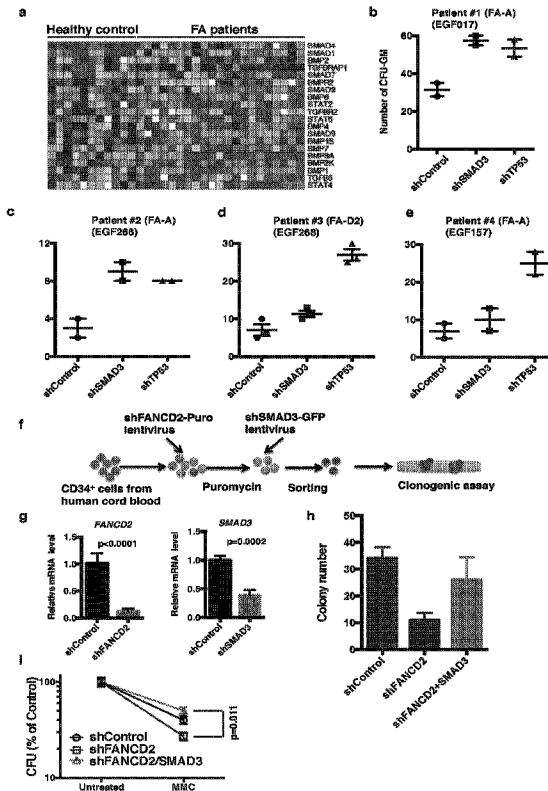 a
Healthy control FA patients
SMAD4
SMAD1
BMP2
TGFBRAP1
SMAD7
BMPR2
SMAD3
BMP6
STAT2
TGFBR2
BMP4
BMP7
BMP2K
BMP1
STAT4
b
Patient #1 (FA-A)
(EGF017)
Number of CFU-GM
60
40
20
0
shControl
shSMAD3
shTP53
c
Patient #2 (FA-A)
(EGF266)
12
8
4
0
shControl
shSMAD3
shTP53
d
Patient #3 (FA-D2)
(EGF268)
30
20
10
0
shControl
shSMAD3
shTP53
e
Patient #4 (FA-A)
(EGF157)
30
20
10
0
shControl
shSMAD3
shTP53
f
shFANCD2-Puro
lentivirus
shSMAD3-GFP
lentivirus
CD34+ cells from
human cord blood
Puromycin
Sorting
Clonogenic assay
g
FANCD2
p<0.0001
Relative mRNA level
1.5
1.0
0.5
0.0
shControl
shFANCD2
SMAD3
p=0.0002
Relative mRNA level
1.5
1.0
0.5
0.0
shControl
shSMAD3
h
Colony number
50
40
30
20
10
0
shControl
shFANCD2
shFANCD2+SMAD3
i
CFU (% of Control)
100
10
shControl
shFANCD2
shFANCD2/SMAD3
p=0.011
Untreated
MMC